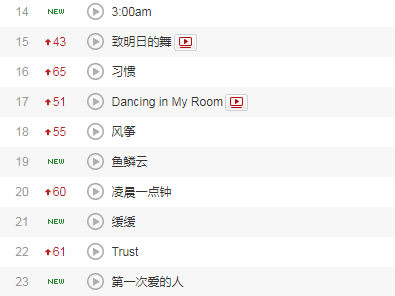 14 NEW 3:00am
15 43 致明日的舞
16 65 习惯
17 51 Dancing in My Room
18 55 风筝
19 NEW 鱼鳞云
20 60 凌晨一点钟
21 NEW 缓缓
22 61 Trust
23 NEW 第一次爱的人